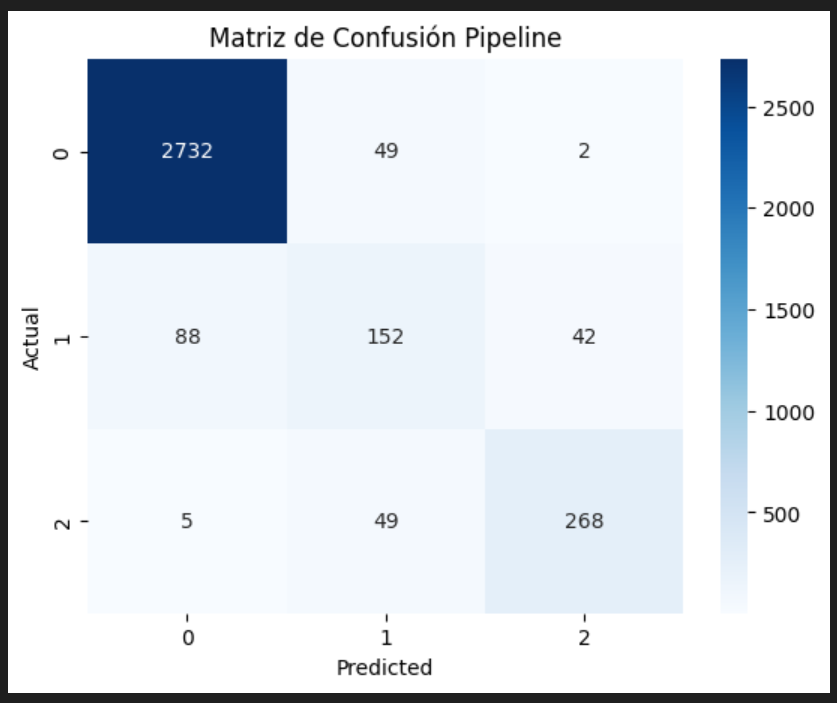 Matriz de Confusión Pipeline
0 2732 49 2
1 88 152 42
2 5 49 268
0 1 2
Predicted
Actual
2500
2000
1500
1000
500